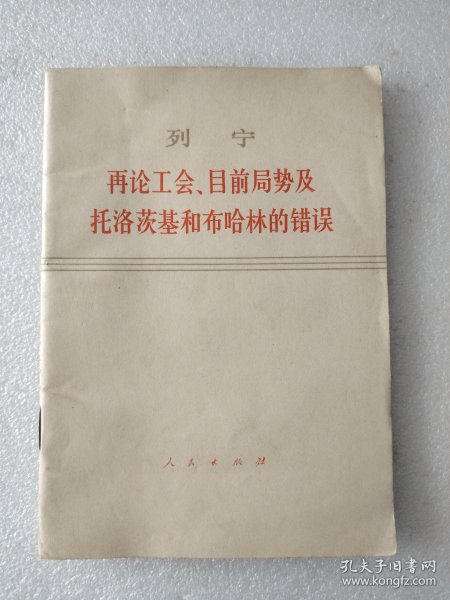 列 宁
再论工会、目前局势及
托洛茨基和布哈林的错误
人民出版社
孔夫子旧书网
www.kongfz.com